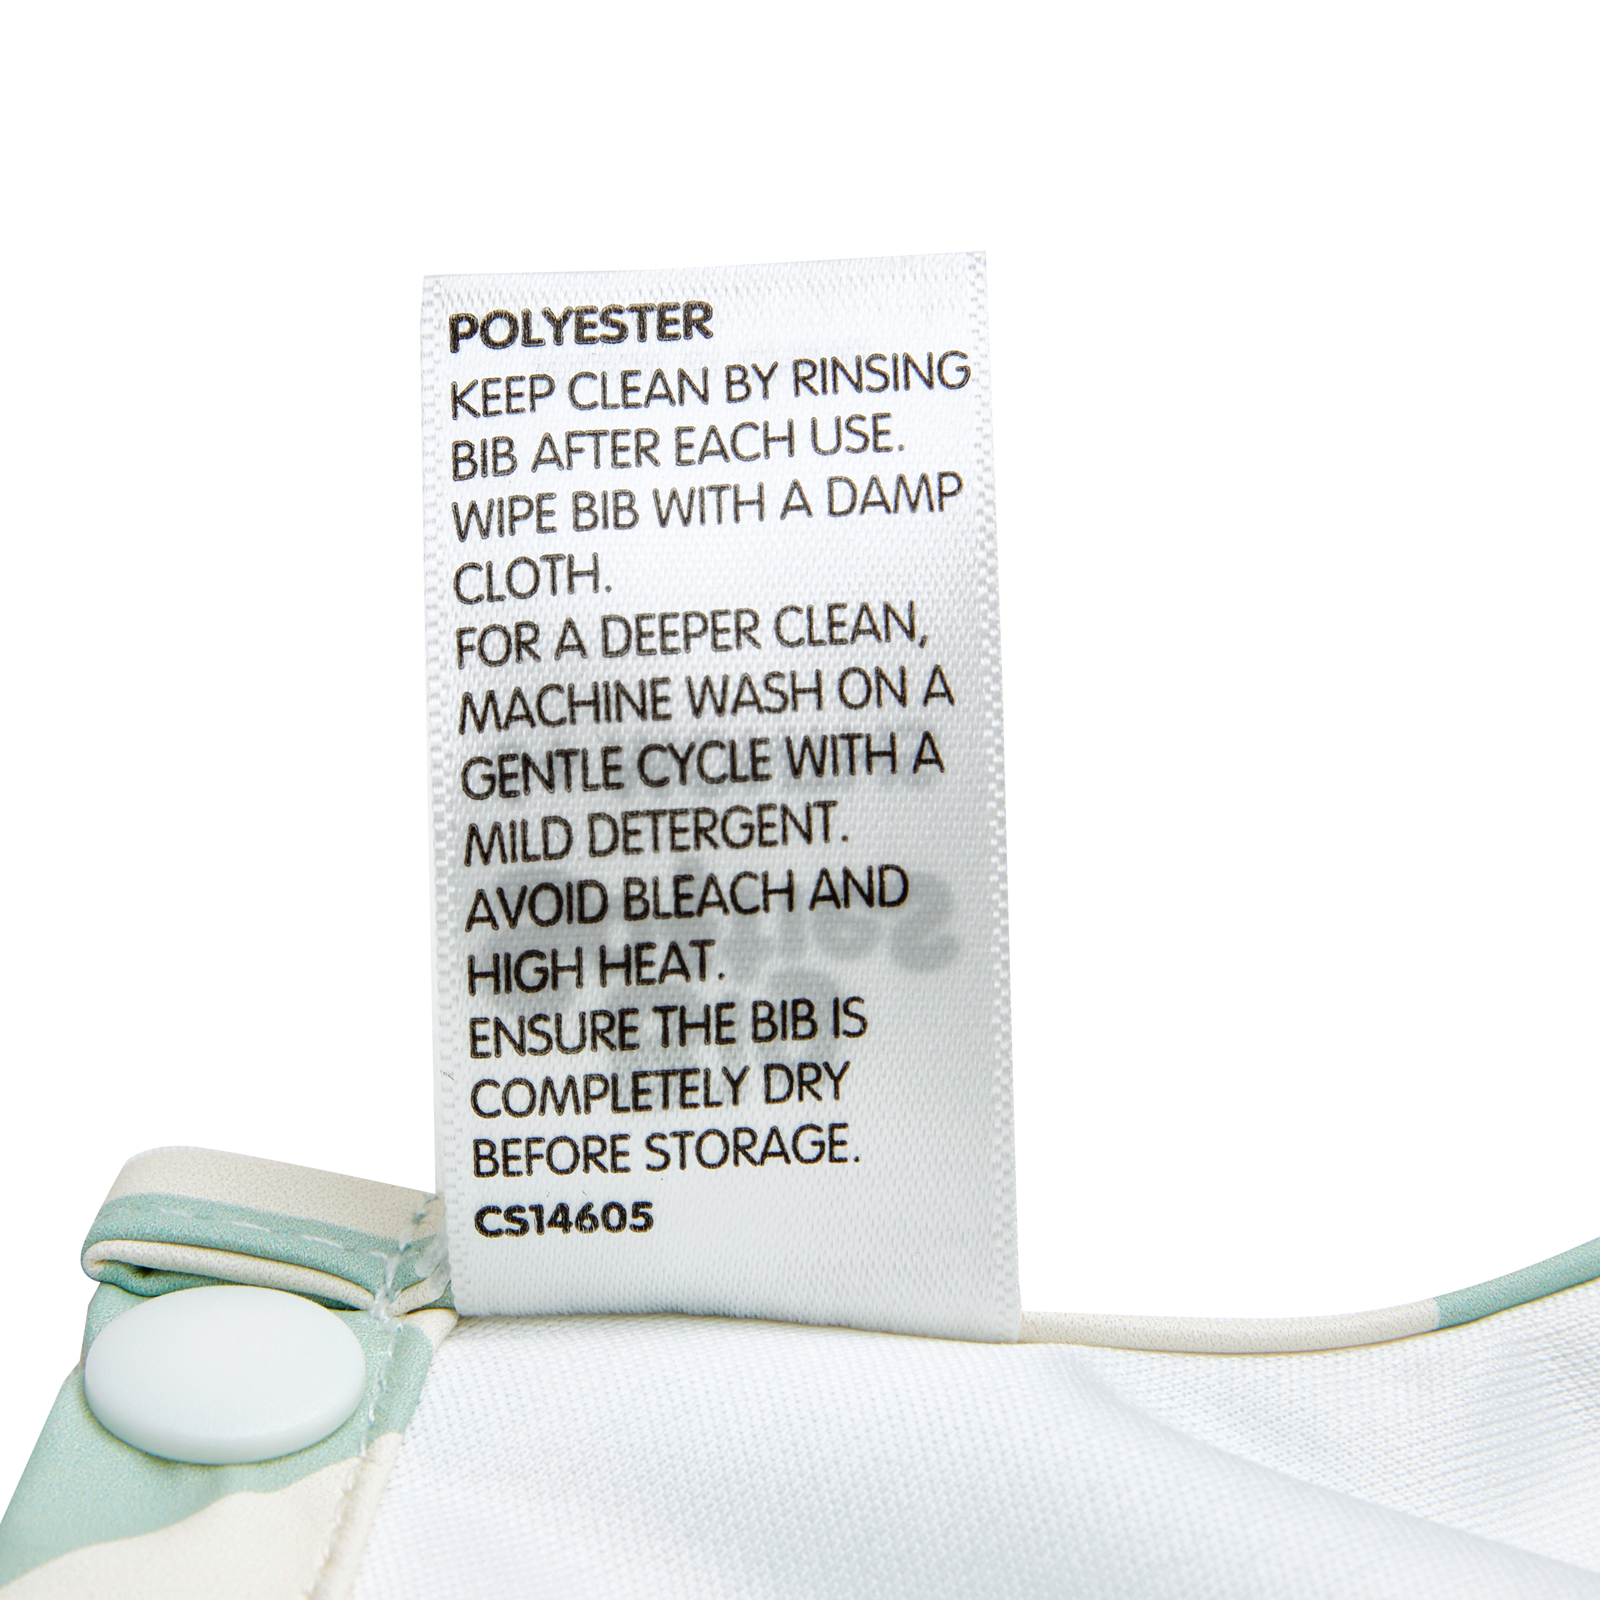 POLYESTER
KEEP CLEAN BY RINSING
BIB AFTER EACH USE.
WIPE BIB WITH A DAMP
CLOTH.
FOR A DEEPER CLEAN,
MACHINE WASH ON A
GENTLE CYCLE WITH A
MILD DETERGENT.
AVOID BLEACH AND
HIGH HEAT.
ENSURE THE BIB IS
COMPLETELY DRY
BEFORE STORAGE.
CS14605